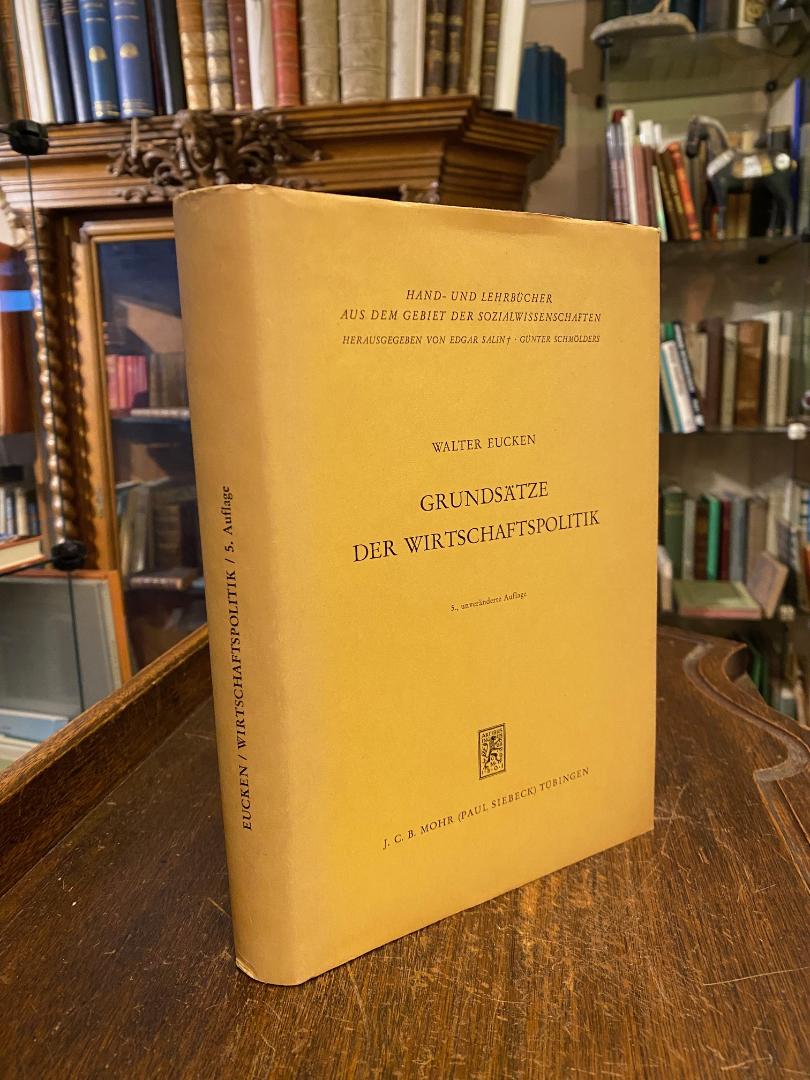 HAND- UND LEHRBÜCHER
AUS DEM GEBIET DER SOZIALWISSENSCHAFTEN
HERAUSGEGEBEN VON EDGAR SALIN† · GÜNTER SCHMÖLDERS
WALTER EUCKEN
GRUNDSÄTZE
DER WIRTSCHAFTSPOLITIK
5., unveränderte Auflage
J. C. B. MOHR (PAUL SIEBECK) TÜBINGEN
EUCKEN / WIRTSCHAFTSPOLITIK / 5. Auflage